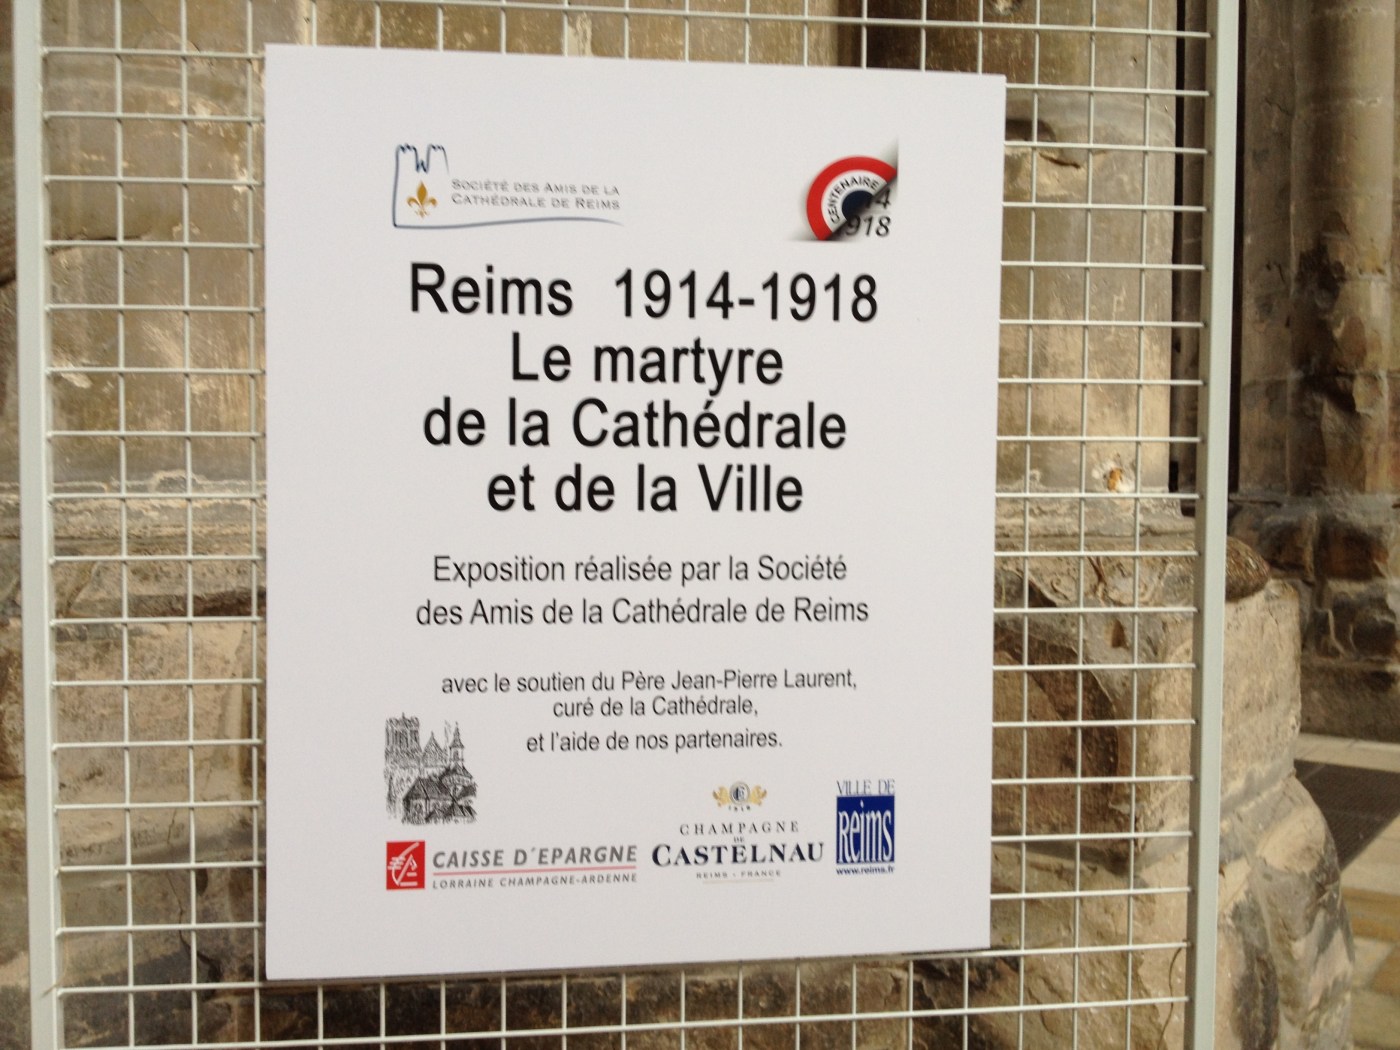 SOCIÉTÉ DES AMIS DE LA
CATHÉDRALE DE REIMS
CENTENAIRE
14
1918
Reims 1914-1918
Le martyre
de la Cathédrale
et de la Ville
Exposition réalisée par la Société
des Amis de la Cathédrale de Reims
avec le soutien du Père Jean-Pierre Laurent,
curé de la Cathédrale,
et l'aide de nos partenaires.
CAISSE D'EPARGNE
LORRAINE CHAMPAGNE-ARDENNE
CHAMPAGNE
DE
CASTELNAU
REIMS - FRANCE
VILLE DE
REIMS
www.reims.fr